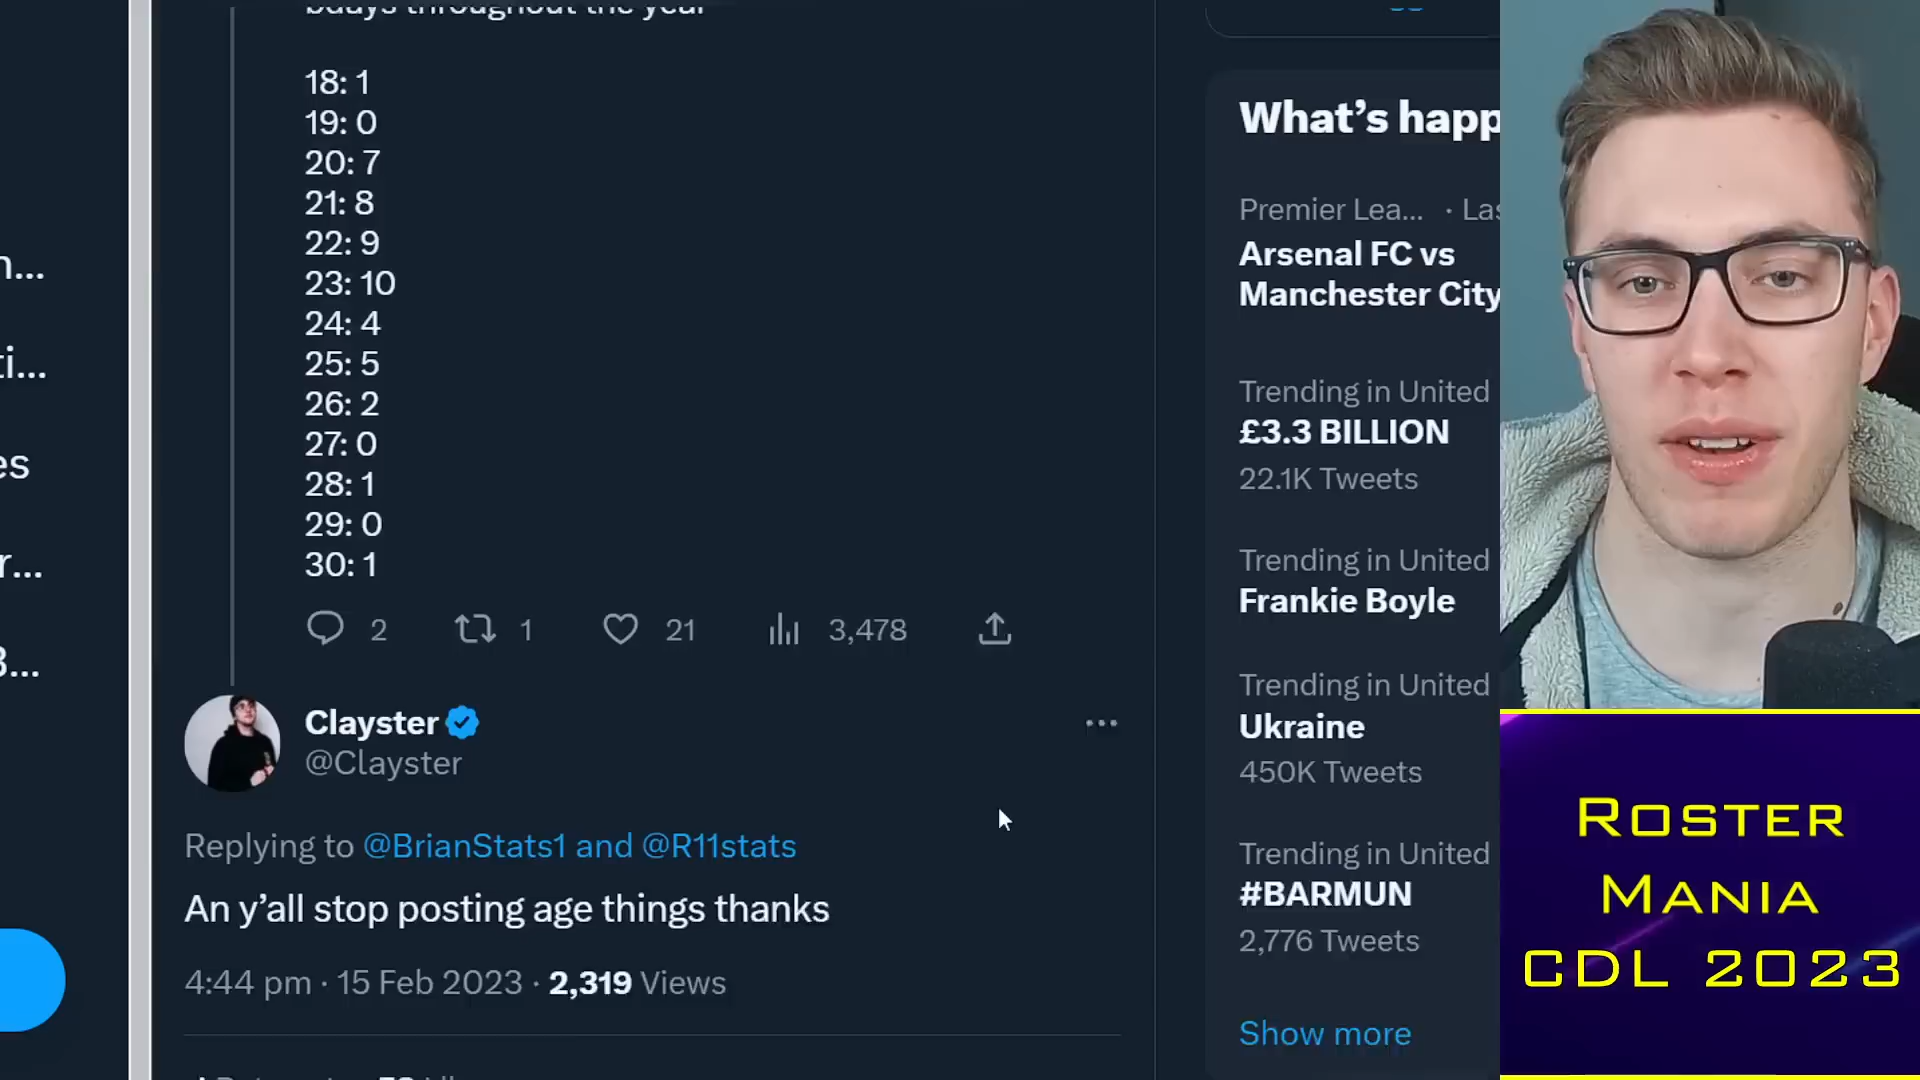 bdays throughout the year
18: 1
19: 0
20: 7
21: 8
22: 9
23: 10
24: 4
25: 5
26: 2
27: 0
28: 1
29: 0
30: 1
2 1 21 3,478
Clayster
@Clayster
Replying to @BrianStats1 and @R11stats
An y’all stop posting age things thanks
4:44 pm · 15 Feb 2023 · 2,319 Views
What’s happ
Premier Lea... · Las
Arsenal FC vs
Manchester City
Trending in United
£3.3 BILLION
22.1K Tweets
Trending in United
Frankie Boyle
Trending in United
Ukraine
450K Tweets
Trending in United
#BARMUN
2,776 Tweets
Show more
Roster
Mania
CDL 2023